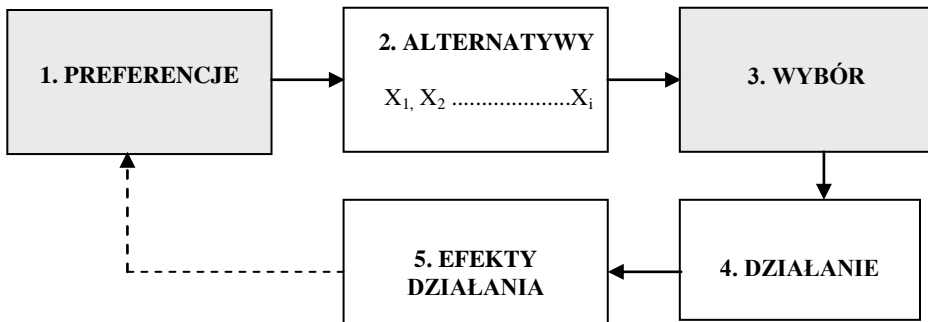 1. PREFERENCJE
2. ALTERNATYWY
X1, X2 ....................Xi
3. WYBÓR
4. DZIAŁANIE
5. EFEKTY
DZIAŁANIA